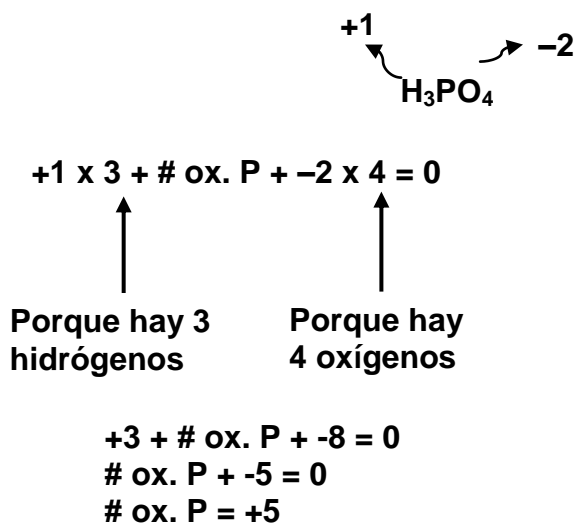 +1
–2
H₃PO₄
+1 x 3 + # ox. P + –2 x 4 = 0
Porque hay 3
hidrógenos
Porque hay
4 oxígenos
+3 + # ox. P + -8 = 0
# ox. P + -5 = 0
# ox. P = +5